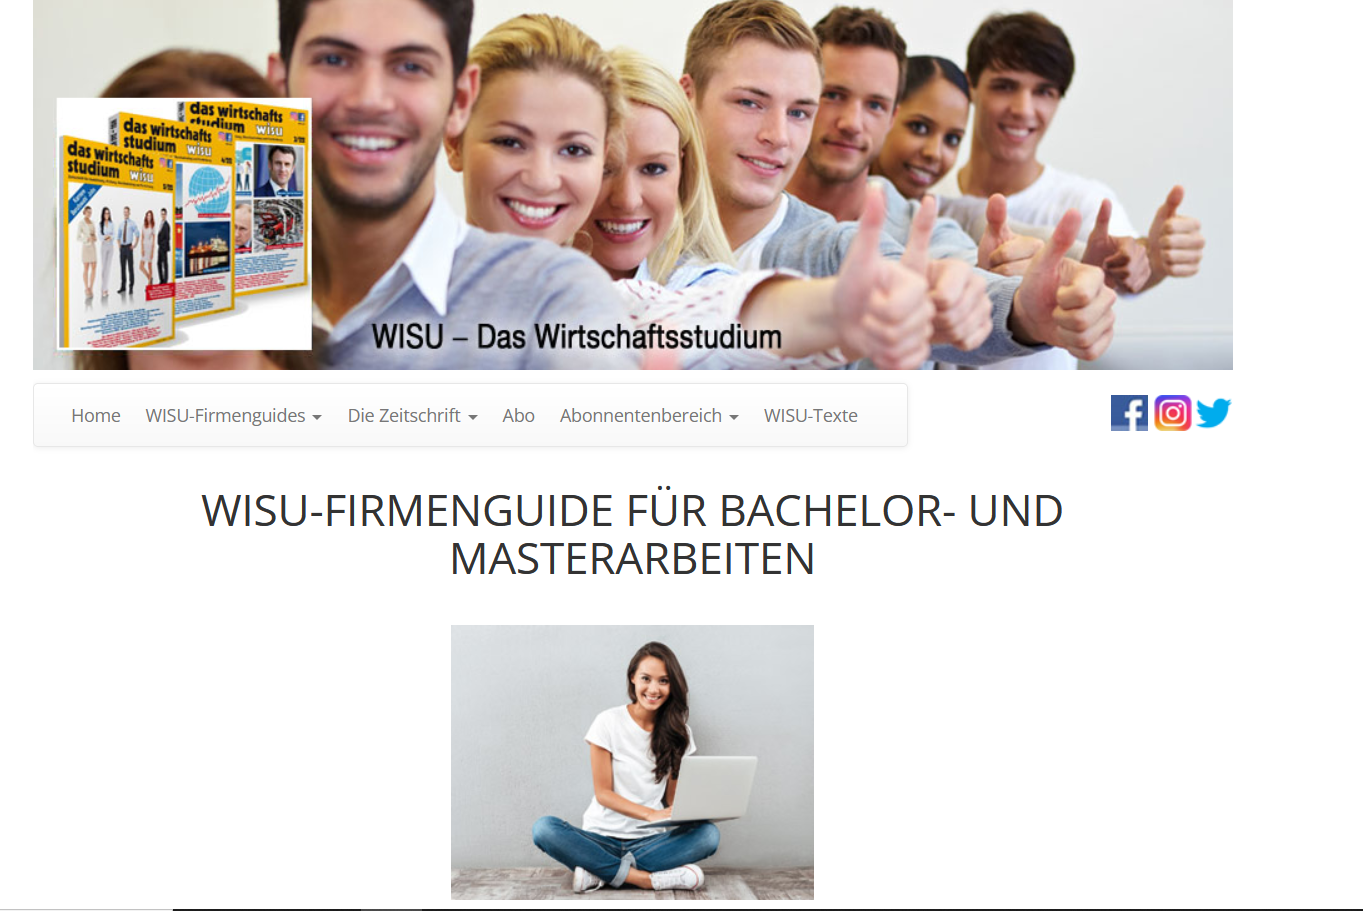 das wirtschafts
studium wisu
das wirtschafts
studium wisu
das wirtschafts
studium wisu
WISU – Das Wirtschaftsstudium
Home WISU-Firmenguides Die Zeitschrift Abo Abonnentenbereich WISU-Texte
WISU-FIRMENGUIDE FÜR BACHELOR- UND
MASTERARBEITEN